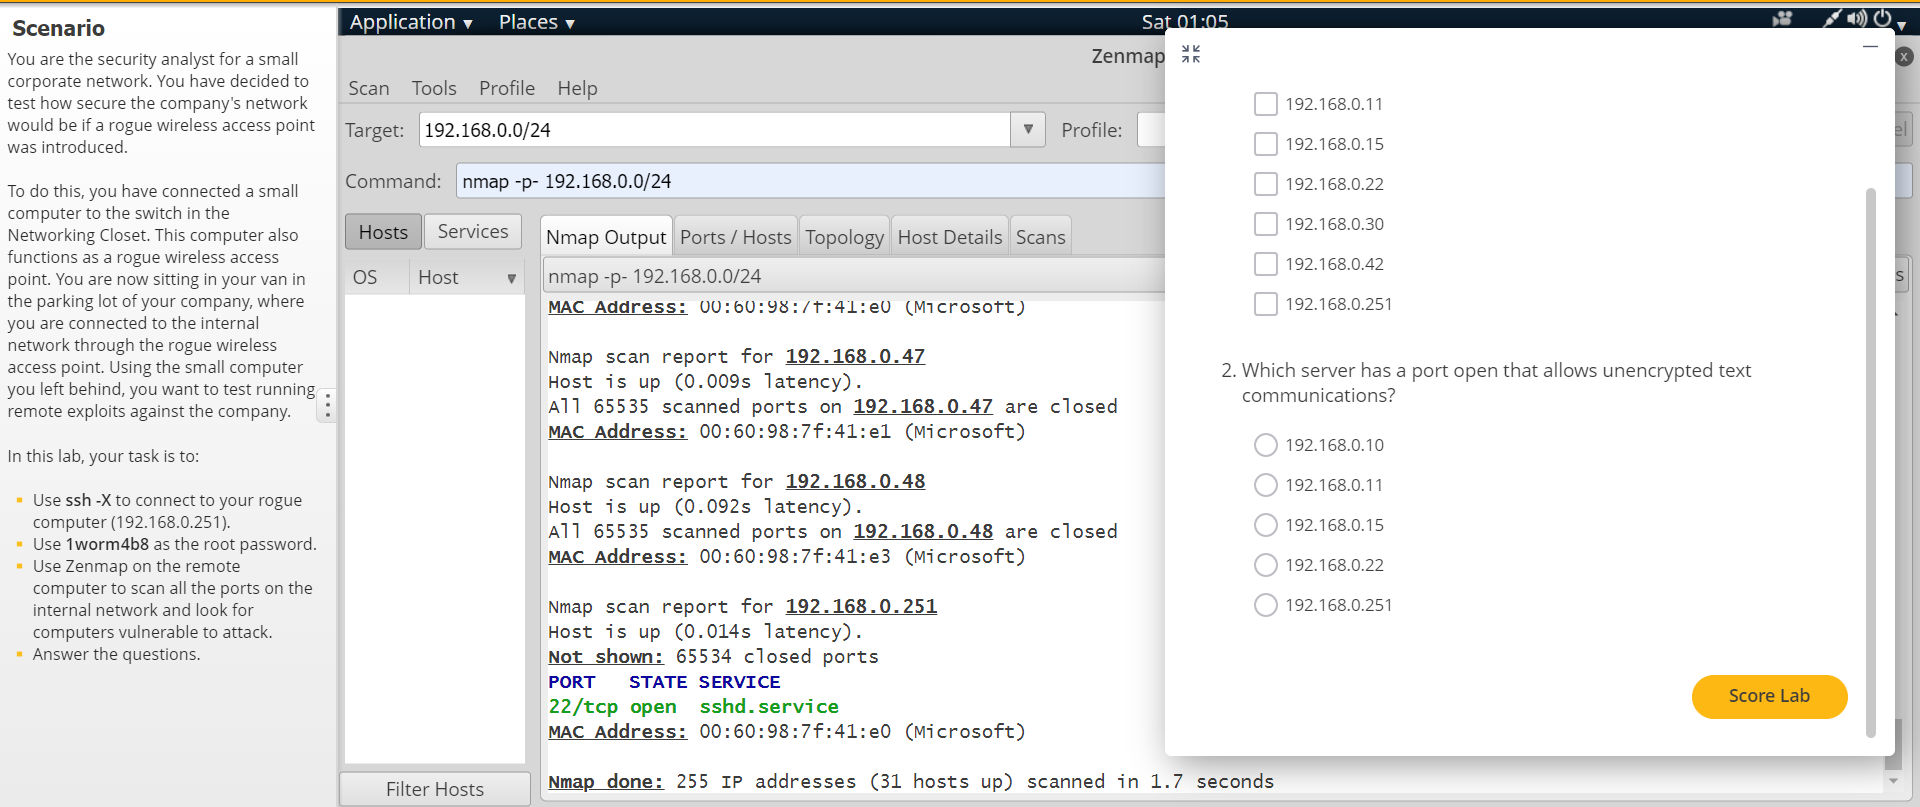 Scenario
You are the security analyst for a small
corporate network. You have decided to
test how secure the company's network
would be if a rogue wireless access point
was introduced.
To do this, you have connected a small
computer to the switch in the
Networking Closet. This computer also
functions as a rogue wireless access
point. You are now sitting in your van in
the parking lot of your company, where
you are connected to the internal
network through the rogue wireless
access point. Using the small computer
you left behind, you want to test running
remote exploits against the company.
In this lab, your task is to:
Use ssh -X to connect to your rogue
computer (192.168.0.251).
Use 1worm4b8 as the root password.
Use Zenmap on the remote
computer to scan all the ports on the
internal network and look for
computers vulnerable to attack.
Answer the questions.
Application Places Sat 01:05
Zenmap
Scan Tools Profile Help
Target: 192.168.0.0/24 Profile:
Command: nmap -p- 192.168.0.0/24
Hosts Services
OS Host
Filter Hosts
Nmap Output Ports / Hosts Topology Host Details Scans
nmap -p- 192.168.0.0/24
MAC Address: 00:60:98:7f:41:e0 (Microsoft)
Nmap scan report for 192.168.0.47
Host is up (0.009s latency).
All 65535 scanned ports on 192.168.0.47 are closed
MAC Address: 00:60:98:7f:41:e1 (Microsoft)
Nmap scan report for 192.168.0.48
Host is up (0.092s latency).
All 65535 scanned ports on 192.168.0.48 are closed
MAC Address: 00:60:98:7f:41:e3 (Microsoft)
Nmap scan report for 192.168.0.251
Host is up (0.014s latency).
Not shown: 65534 closed ports
PORT STATE SERVICE
22/tcp open sshd.service
MAC Address: 00:60:98:7f:41:e0 (Microsoft)
Nmap done: 255 IP addresses (31 hosts up) scanned in 1.7 seconds
192.168.0.11
192.168.0.15
192.168.0.22
192.168.0.30
192.168.0.42
192.168.0.251
2. Which server has a port open that allows unencrypted text
communications?
192.168.0.10
192.168.0.11
192.168.0.15
192.168.0.22
192.168.0.251
Score Lab